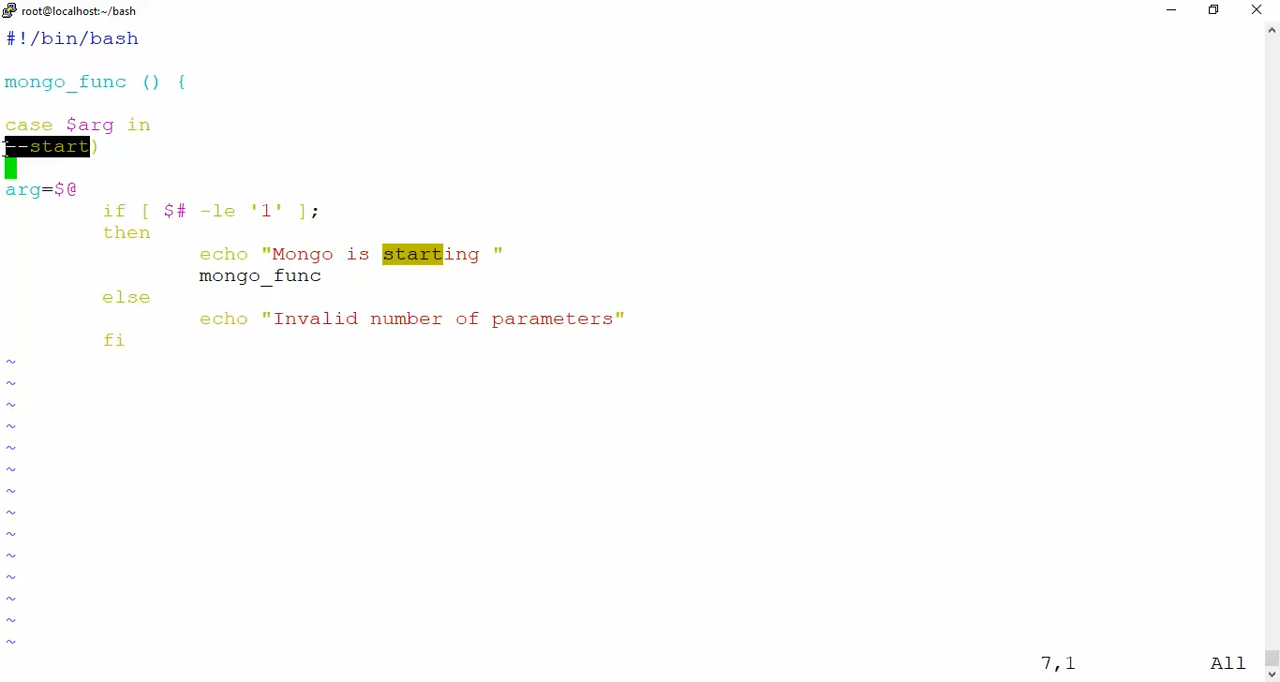 root@localhost:~/bash
#!/bin/bash
mongo_func () {
case $arg in
--start)
arg=$@
if [ $# -le '1' ];
then
echo "Mongo is starting "
mongo_func
else
echo "Invalid number of parameters"
fi
~
~
~
~
~
~
~
~
~
~
~
~
~
~
7,1 All